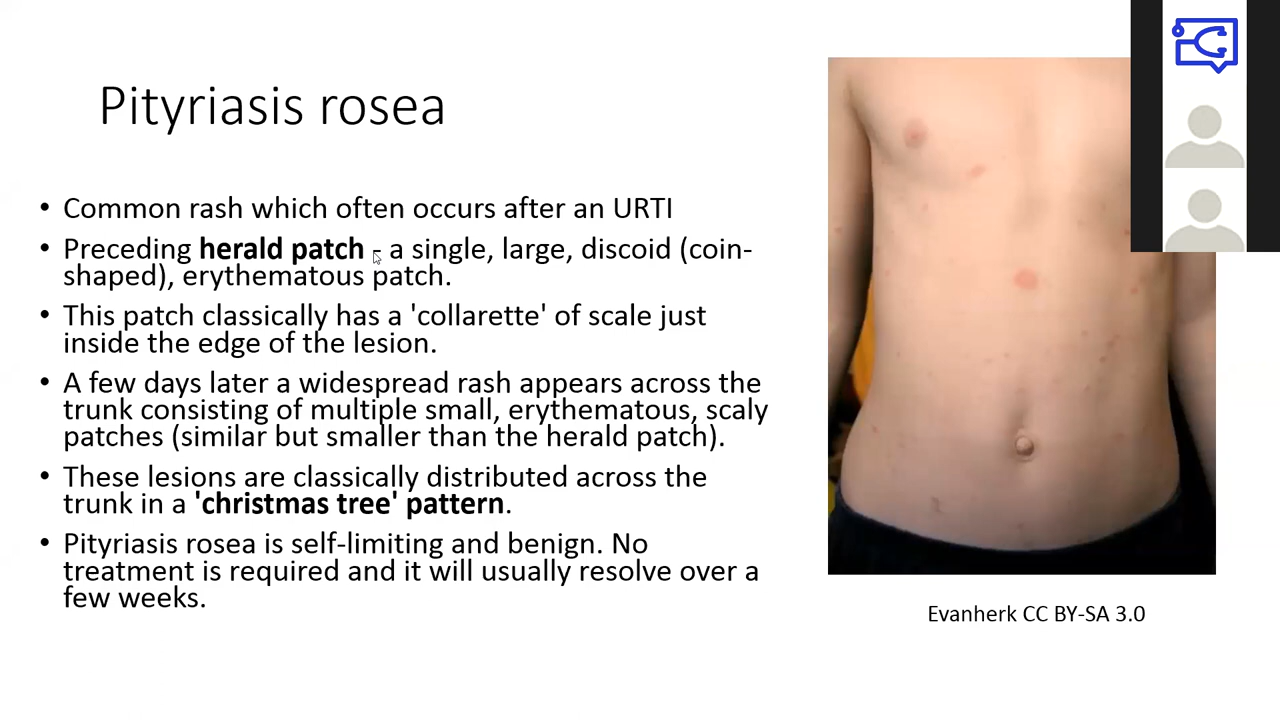 Pityriasis rosea
• Common rash which often occurs after an URTI
• Preceding herald patch - a single, large, discoid (coin-
shaped), erythematous patch.
• This patch classically has a 'collarette' of scale just
inside the edge of the lesion.
• A few days later a widespread rash appears across the
trunk consisting of multiple small, erythematous, scaly
patches (similar but smaller than the herald patch).
• These lesions are classically distributed across the
trunk in a 'christmas tree' pattern.
• Pityriasis rosea is self-limiting and benign. No
treatment is required and it will usually resolve over a
few weeks.
Evanherk CC BY-SA 3.0